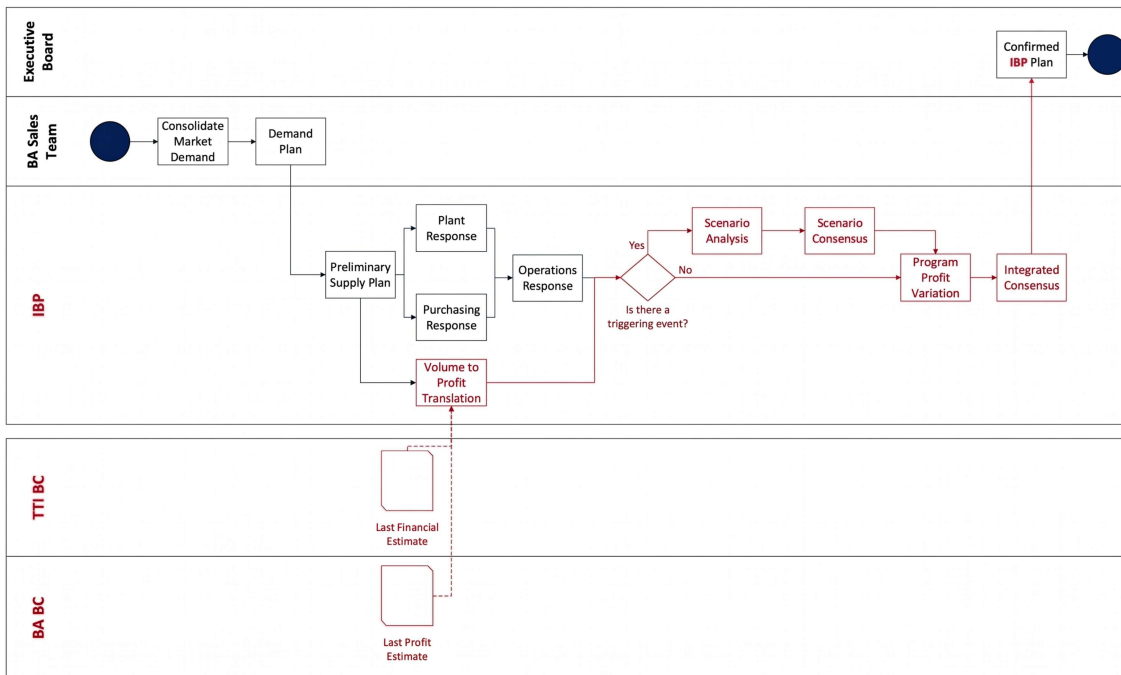 Executive
Board
Confirmed
IBP Plan
BA Sales
Team
Consolidate
Market
Demand
Demand
Plan
IBP
Preliminary
Supply Plan
Plant
Response
Purchasing
Response
Operations
Response
Volume to
Profit
Translation
Yes
No
Is there a
triggering event?
Scenario
Analysis
Scenario
Consensus
Program
Profit
Variation
Integrated
Consensus
TTI BC
Last Financial
Estimate
BA BC
Last Profit
Estimate